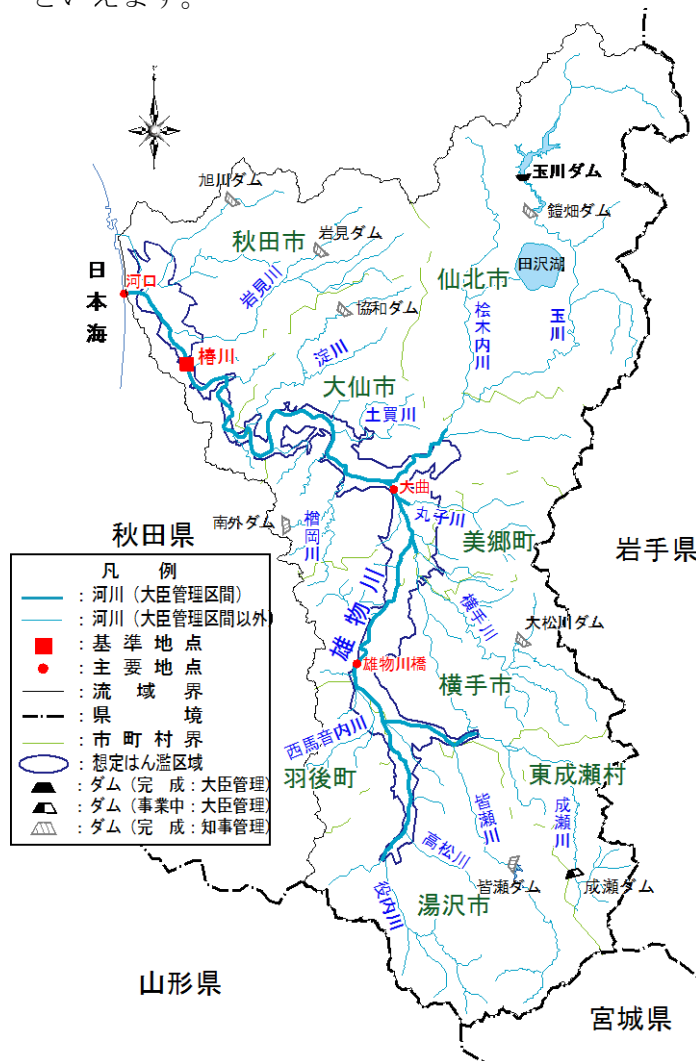 といえます。
玉川ダム
旭川ダム
鎧畑ダム
秋田市
岩見ダム
田沢湖
仙北市
日本海
河口
岩見川
協和ダム
桧木内川
玉川
椿川
淀川
大仙市
土買川
大曲
南外ダム
楢岡川
丸子川
秋田県
美郷町
岩手県
雄物川
横手川
大松川ダム
雄物川橋
横手市
西馬音内川
羽後町
東成瀬村
皆瀬川
成瀬川
高松川
皆瀬ダム
成瀬ダム
役内川
湯沢市
山形県
宮城県
凡例
：河川（大臣管理区間）
：河川（大臣管理区間以外）
：基準地点
：主要地点
：流域界
：県境
：市町村界
：想定はん濫区域
：ダム（完成：大臣管理）
：ダム（事業中：大臣管理）
：ダム（完成：知事管理）